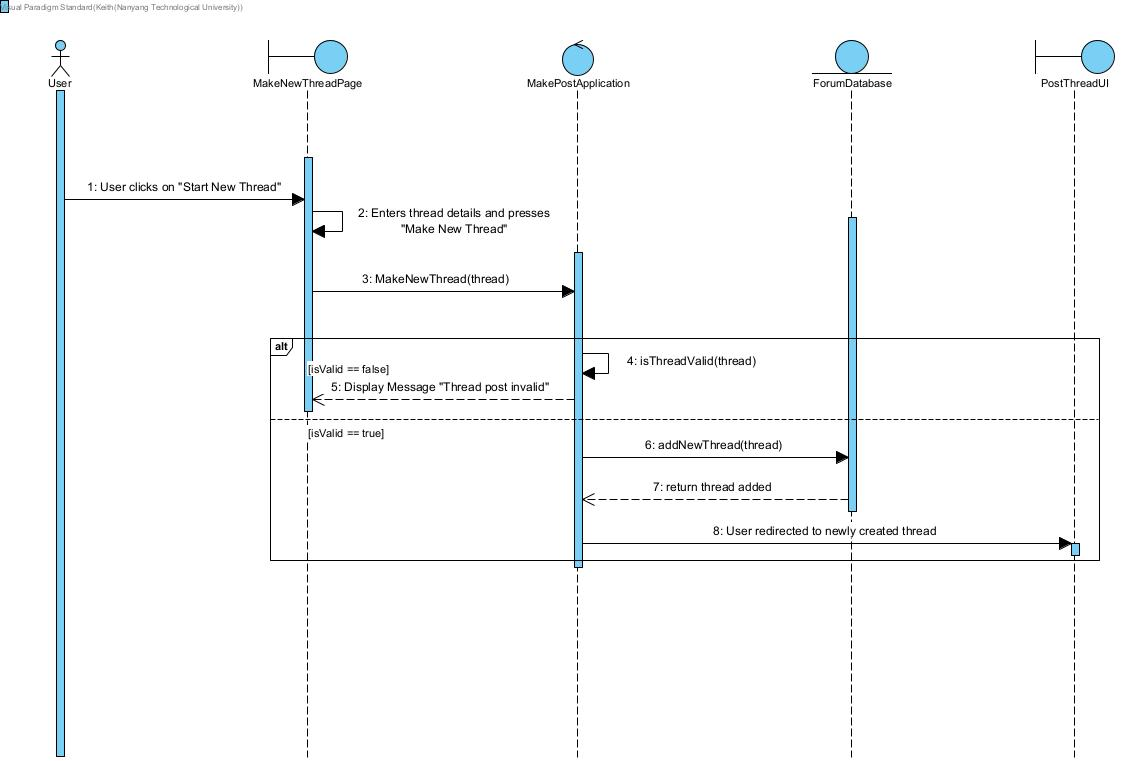 Visual Paradigm Standard(Keith(Nanyang Technological University))
User
MakeNewThreadPage
MakePostApplication
ForumDatabase
PostThreadUI
1: User clicks on "Start New Thread"
2: Enters thread details and presses
"Make New Thread"
3: MakeNewThread(thread)
alt
4: isThreadValid(thread)
[isValid == false]
5: Display Message "Thread post invalid"
[isValid == true]
6: addNewThread(thread)
7: return thread added
8: User redirected to newly created thread